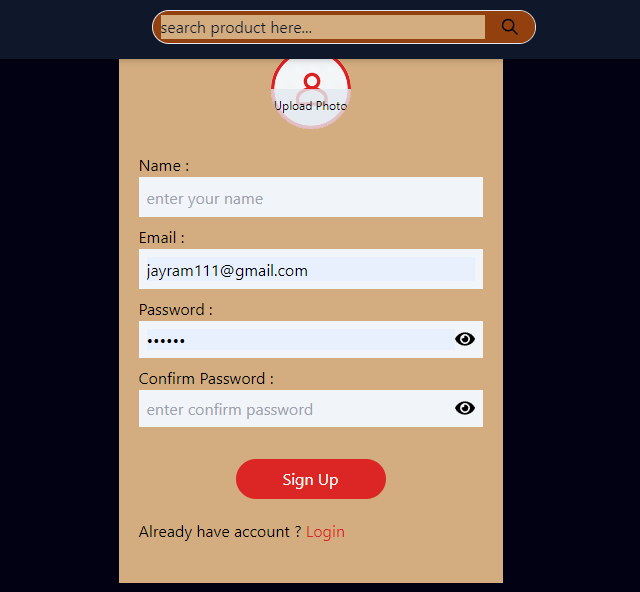 search product here...
Upload Photo
Name :
enter your name
Email :
jayram111@gmail.com
Password :
••••••
Confirm Password :
enter confirm password
Sign Up
Already have account ? Login